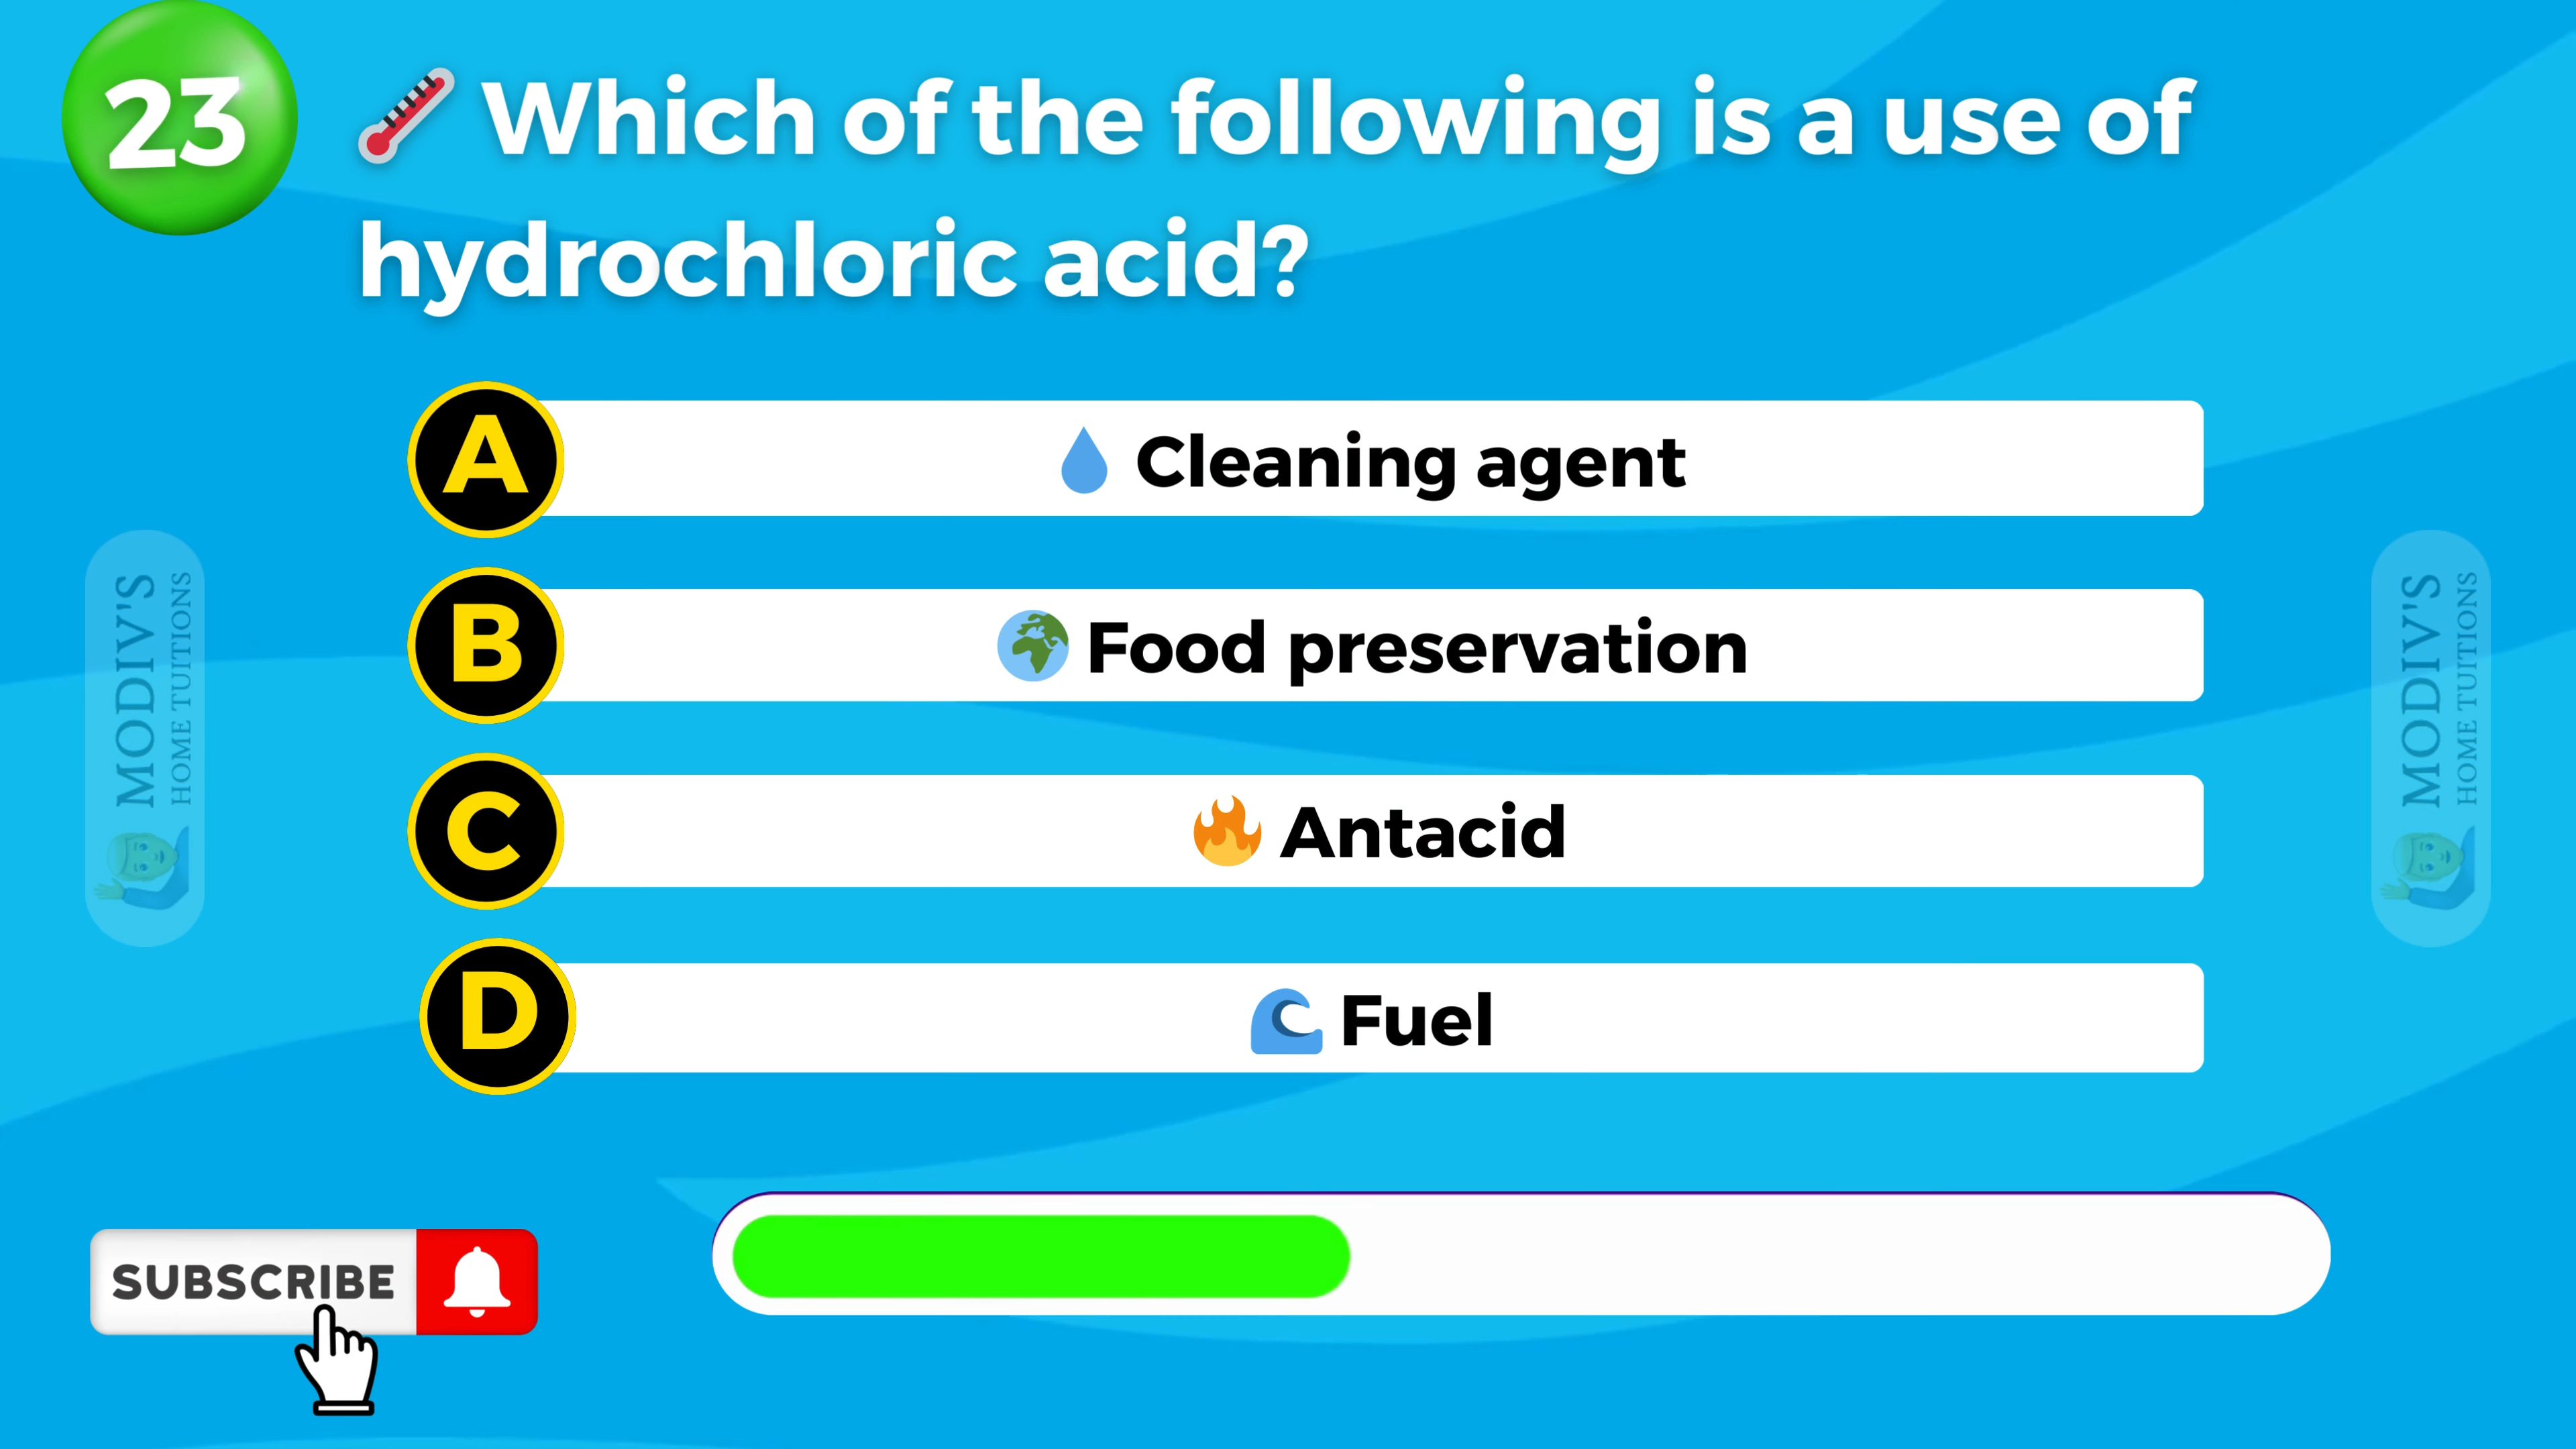 23
Which of the following is a use of
hydrochloric acid?
A
Cleaning agent
B
Food preservation
C
Antacid
D
Fuel
MODIV'S
HOME TUITIONS
MODIV'S
HOME TUITIONS
SUBSCRIBE